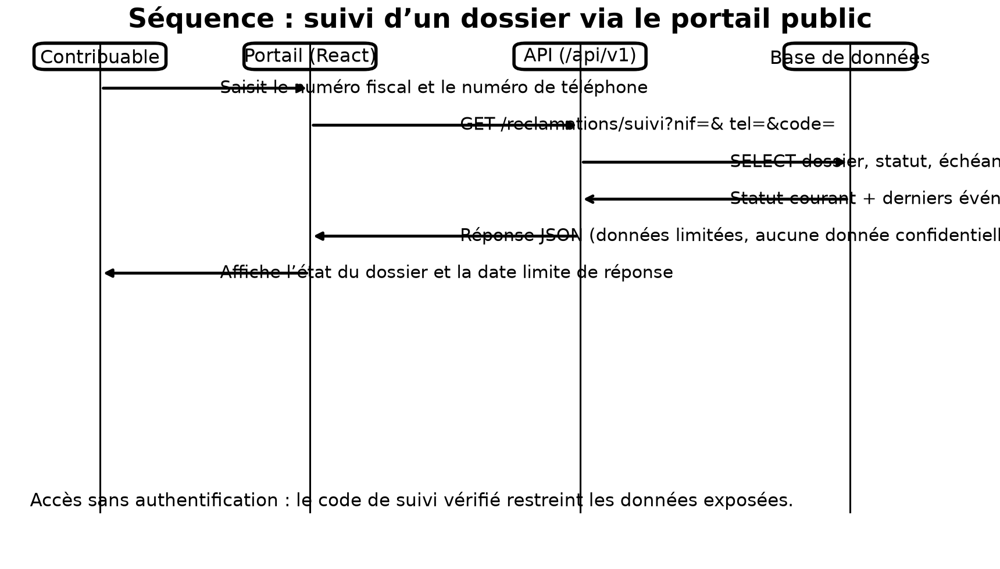 Séquence : suivi d’un dossier via le portail public
Contribuable
Portail (React)
API (/api/v1)
Base de données
Saisit le numéro fiscal et le numéro de téléphone
GET /reclamations/suivi?nif=& tel=&code=
SELECT dossier, statut, échéan
Statut courant + derniers évén
Réponse JSON (données limitées, aucune donnée confidentiell
Affiche l’état du dossier et la date limite de réponse
Accès sans authentification : le code de suivi vérifié restreint les données exposées.